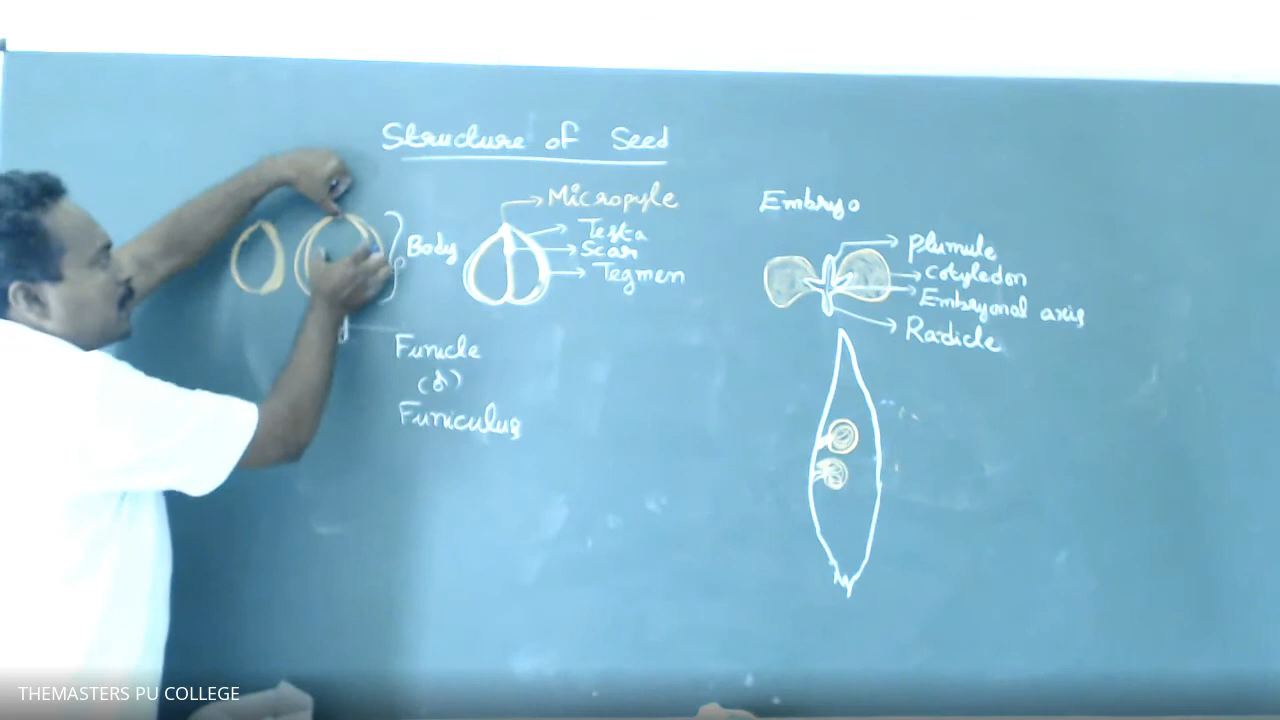 Structure of Seed
Body
Funicle
(or)
Funiculus
Micropyle
Testa
Scar
Tegmen
Embryo
plumule
cotyledon
Embryonal axis
Radicle
THEMASTERS PU COLLEGE